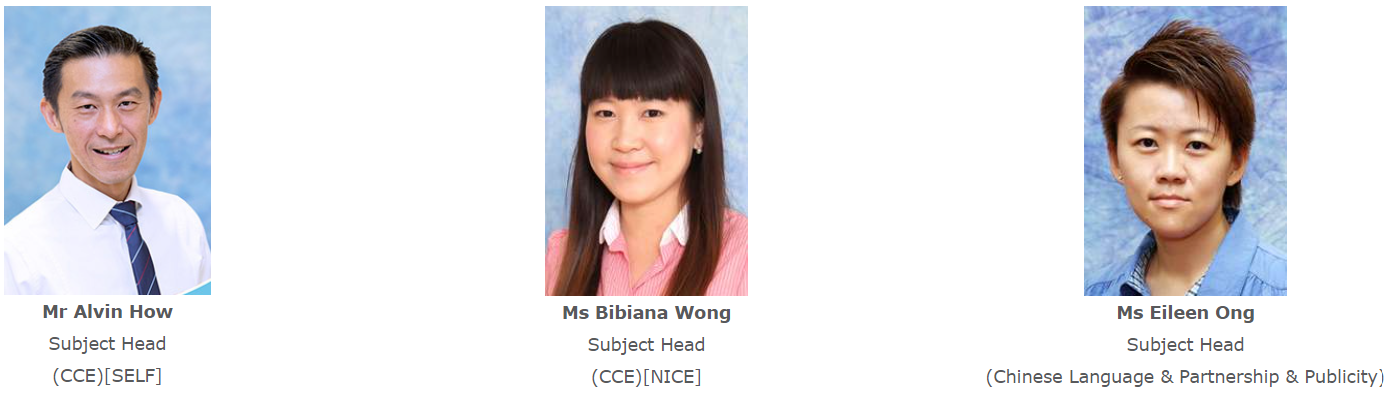 Mr Alvin How
Subject Head
(CCE)[SELF]
Ms Bibiana Wong
Subject Head
(CCE)[NICE]
Ms Eileen Ong
Subject Head
(Chinese Language & Partnership & Publicity)